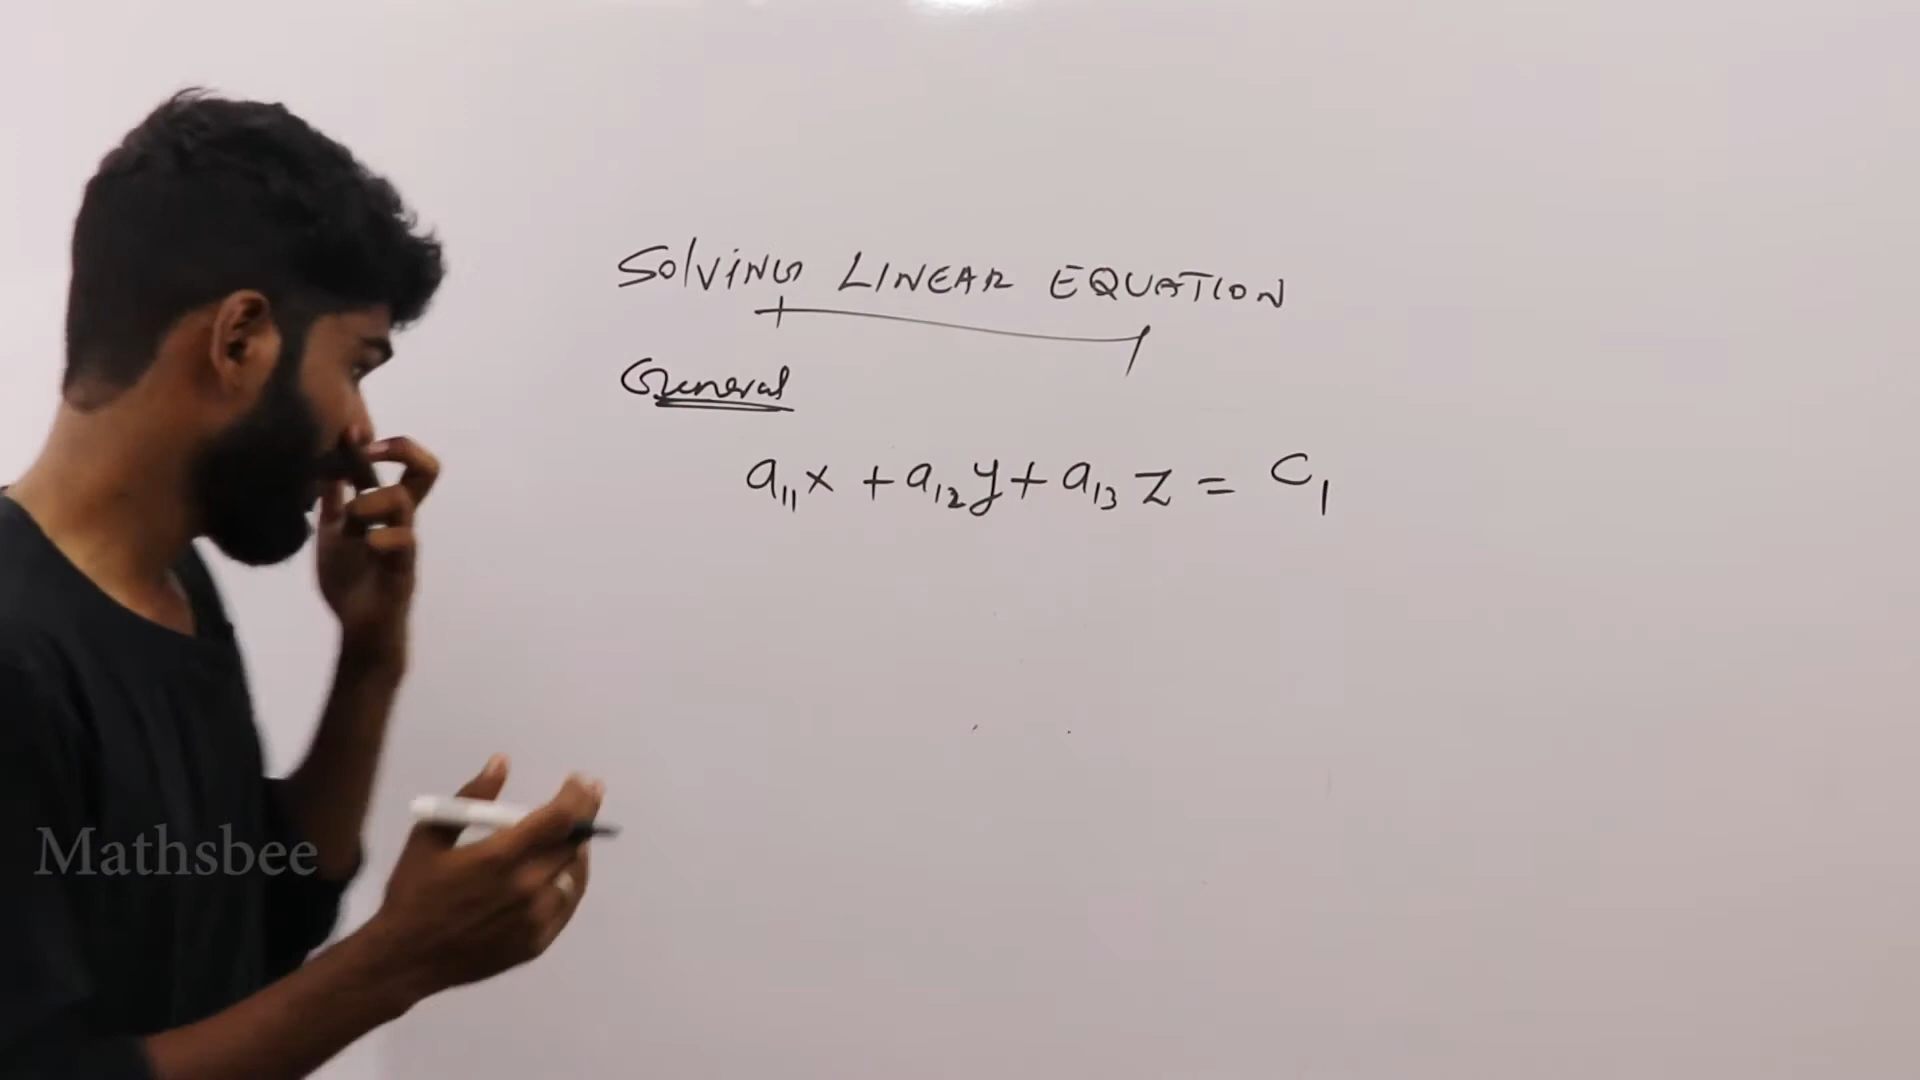 Solving LINEAR EQUATION
General
a₁₁x + a₁₂y + a₁₃z = C₁
Mathsbee